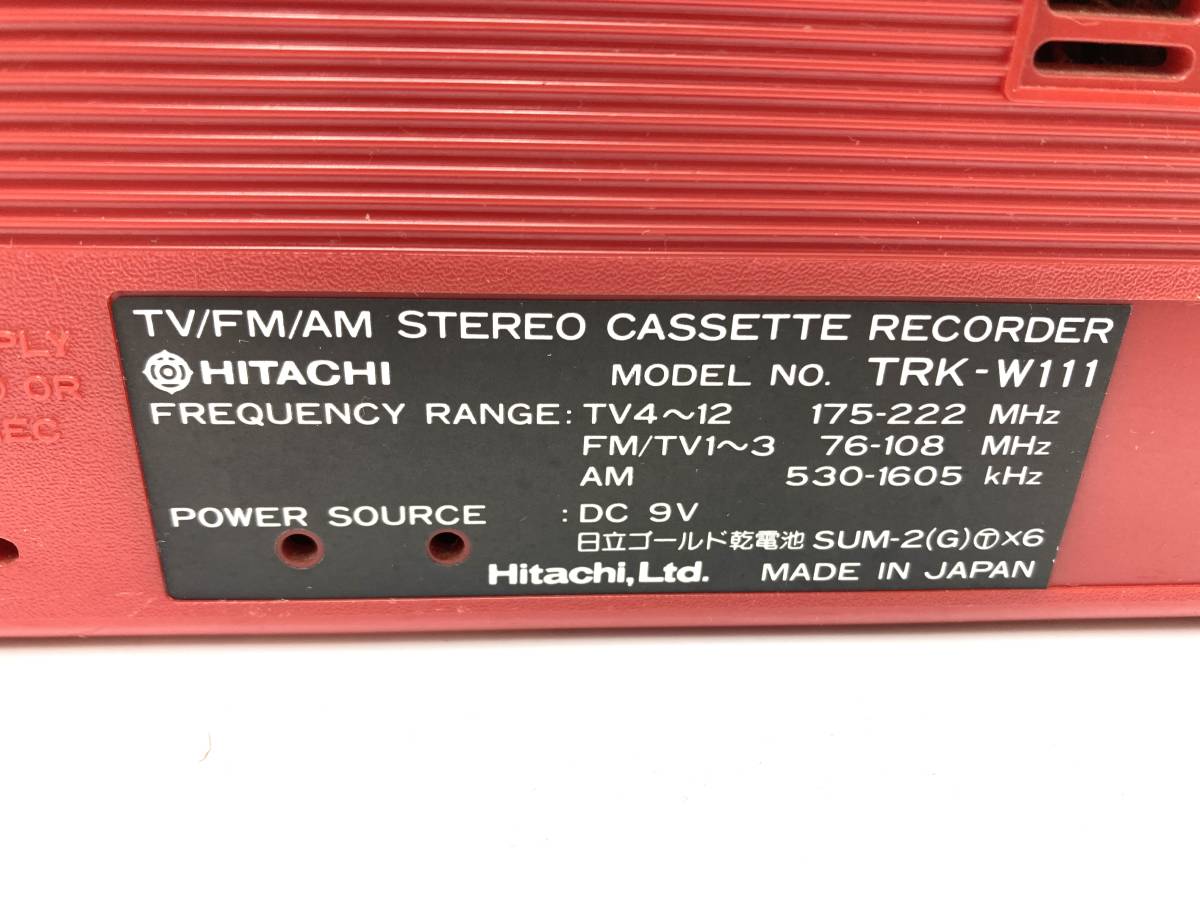 TV/FM/AM STEREO CASSETTE RECORDER
HITACHI MODEL NO. TRK-W111
FREQUENCY RANGE: TV4~12 175-222 MHz
FM/TV1~3 76-108 MHz
AM 530-1605 kHz
POWER SOURCE : DC 9V
日立ゴールド乾電池 SUM-2(G)Ⓣ×6
Hitachi, Ltd. MADE IN JAPAN
OR